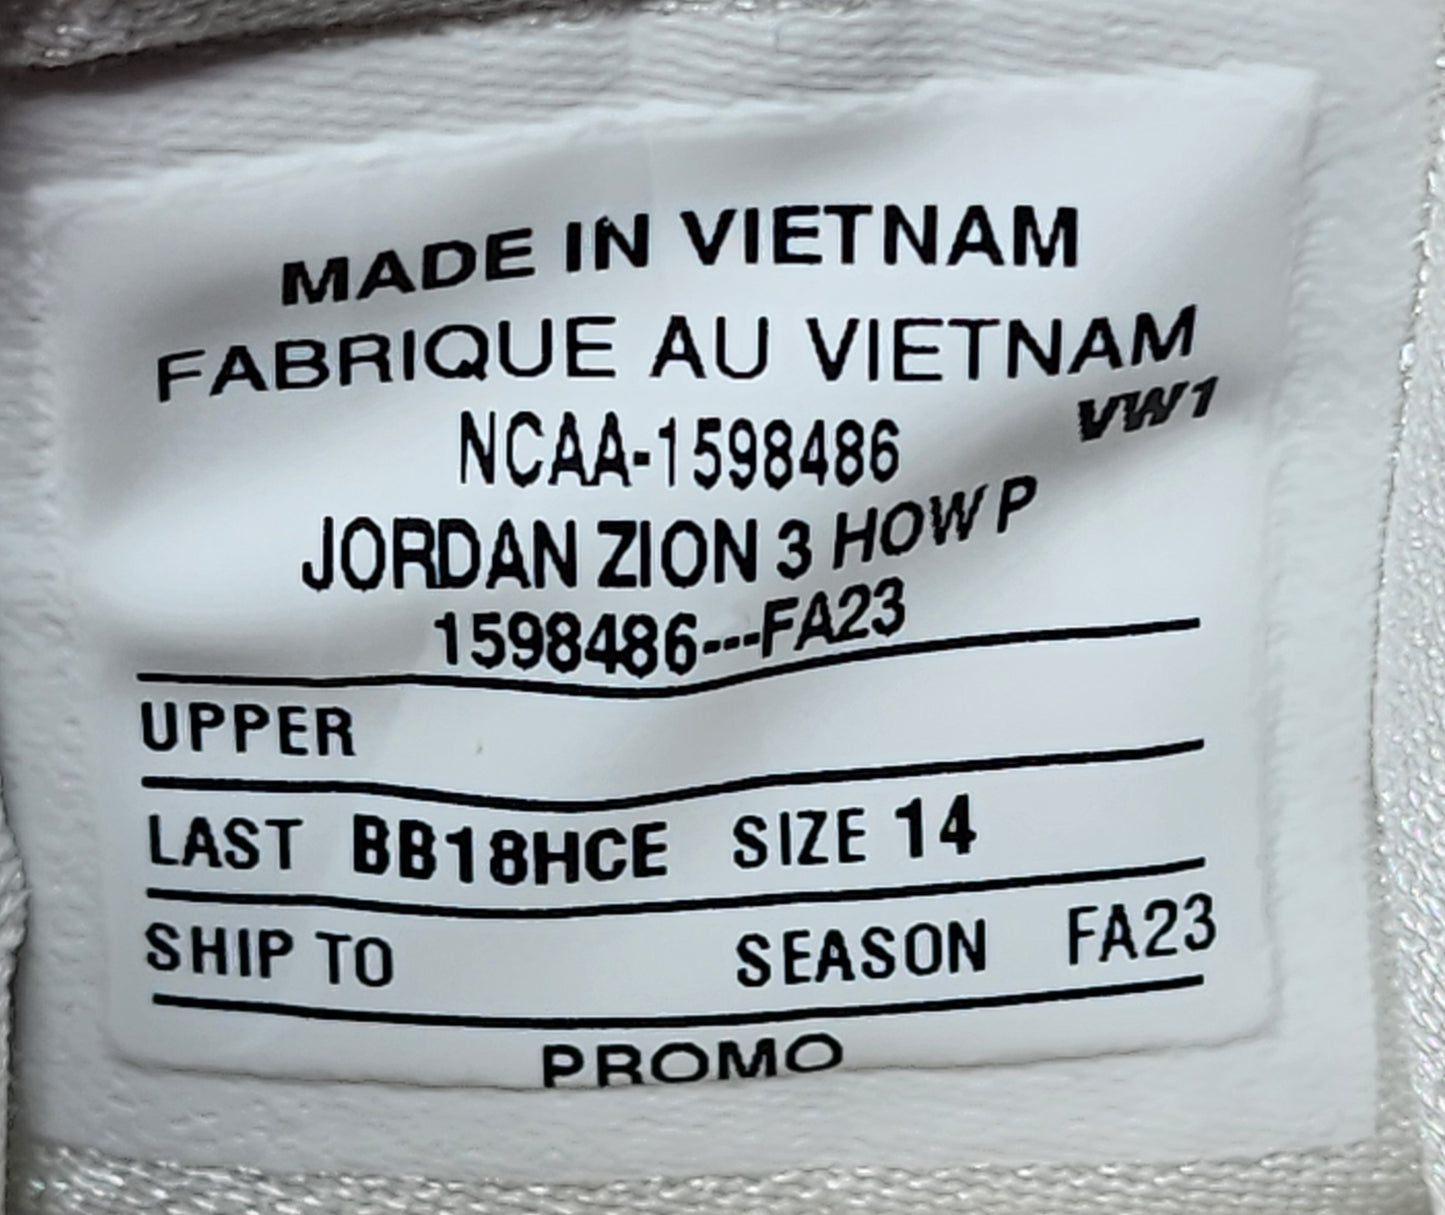 MADE IN VIETNAM
FABRIQUE AU VIETNAM
VW1
NCAA-1598486
JORDAN ZION 3 HOW P
1598486---FA23
UPPER
LAST BB18HCE SIZE 14
SHIP TO SEASON FA23
PROMO